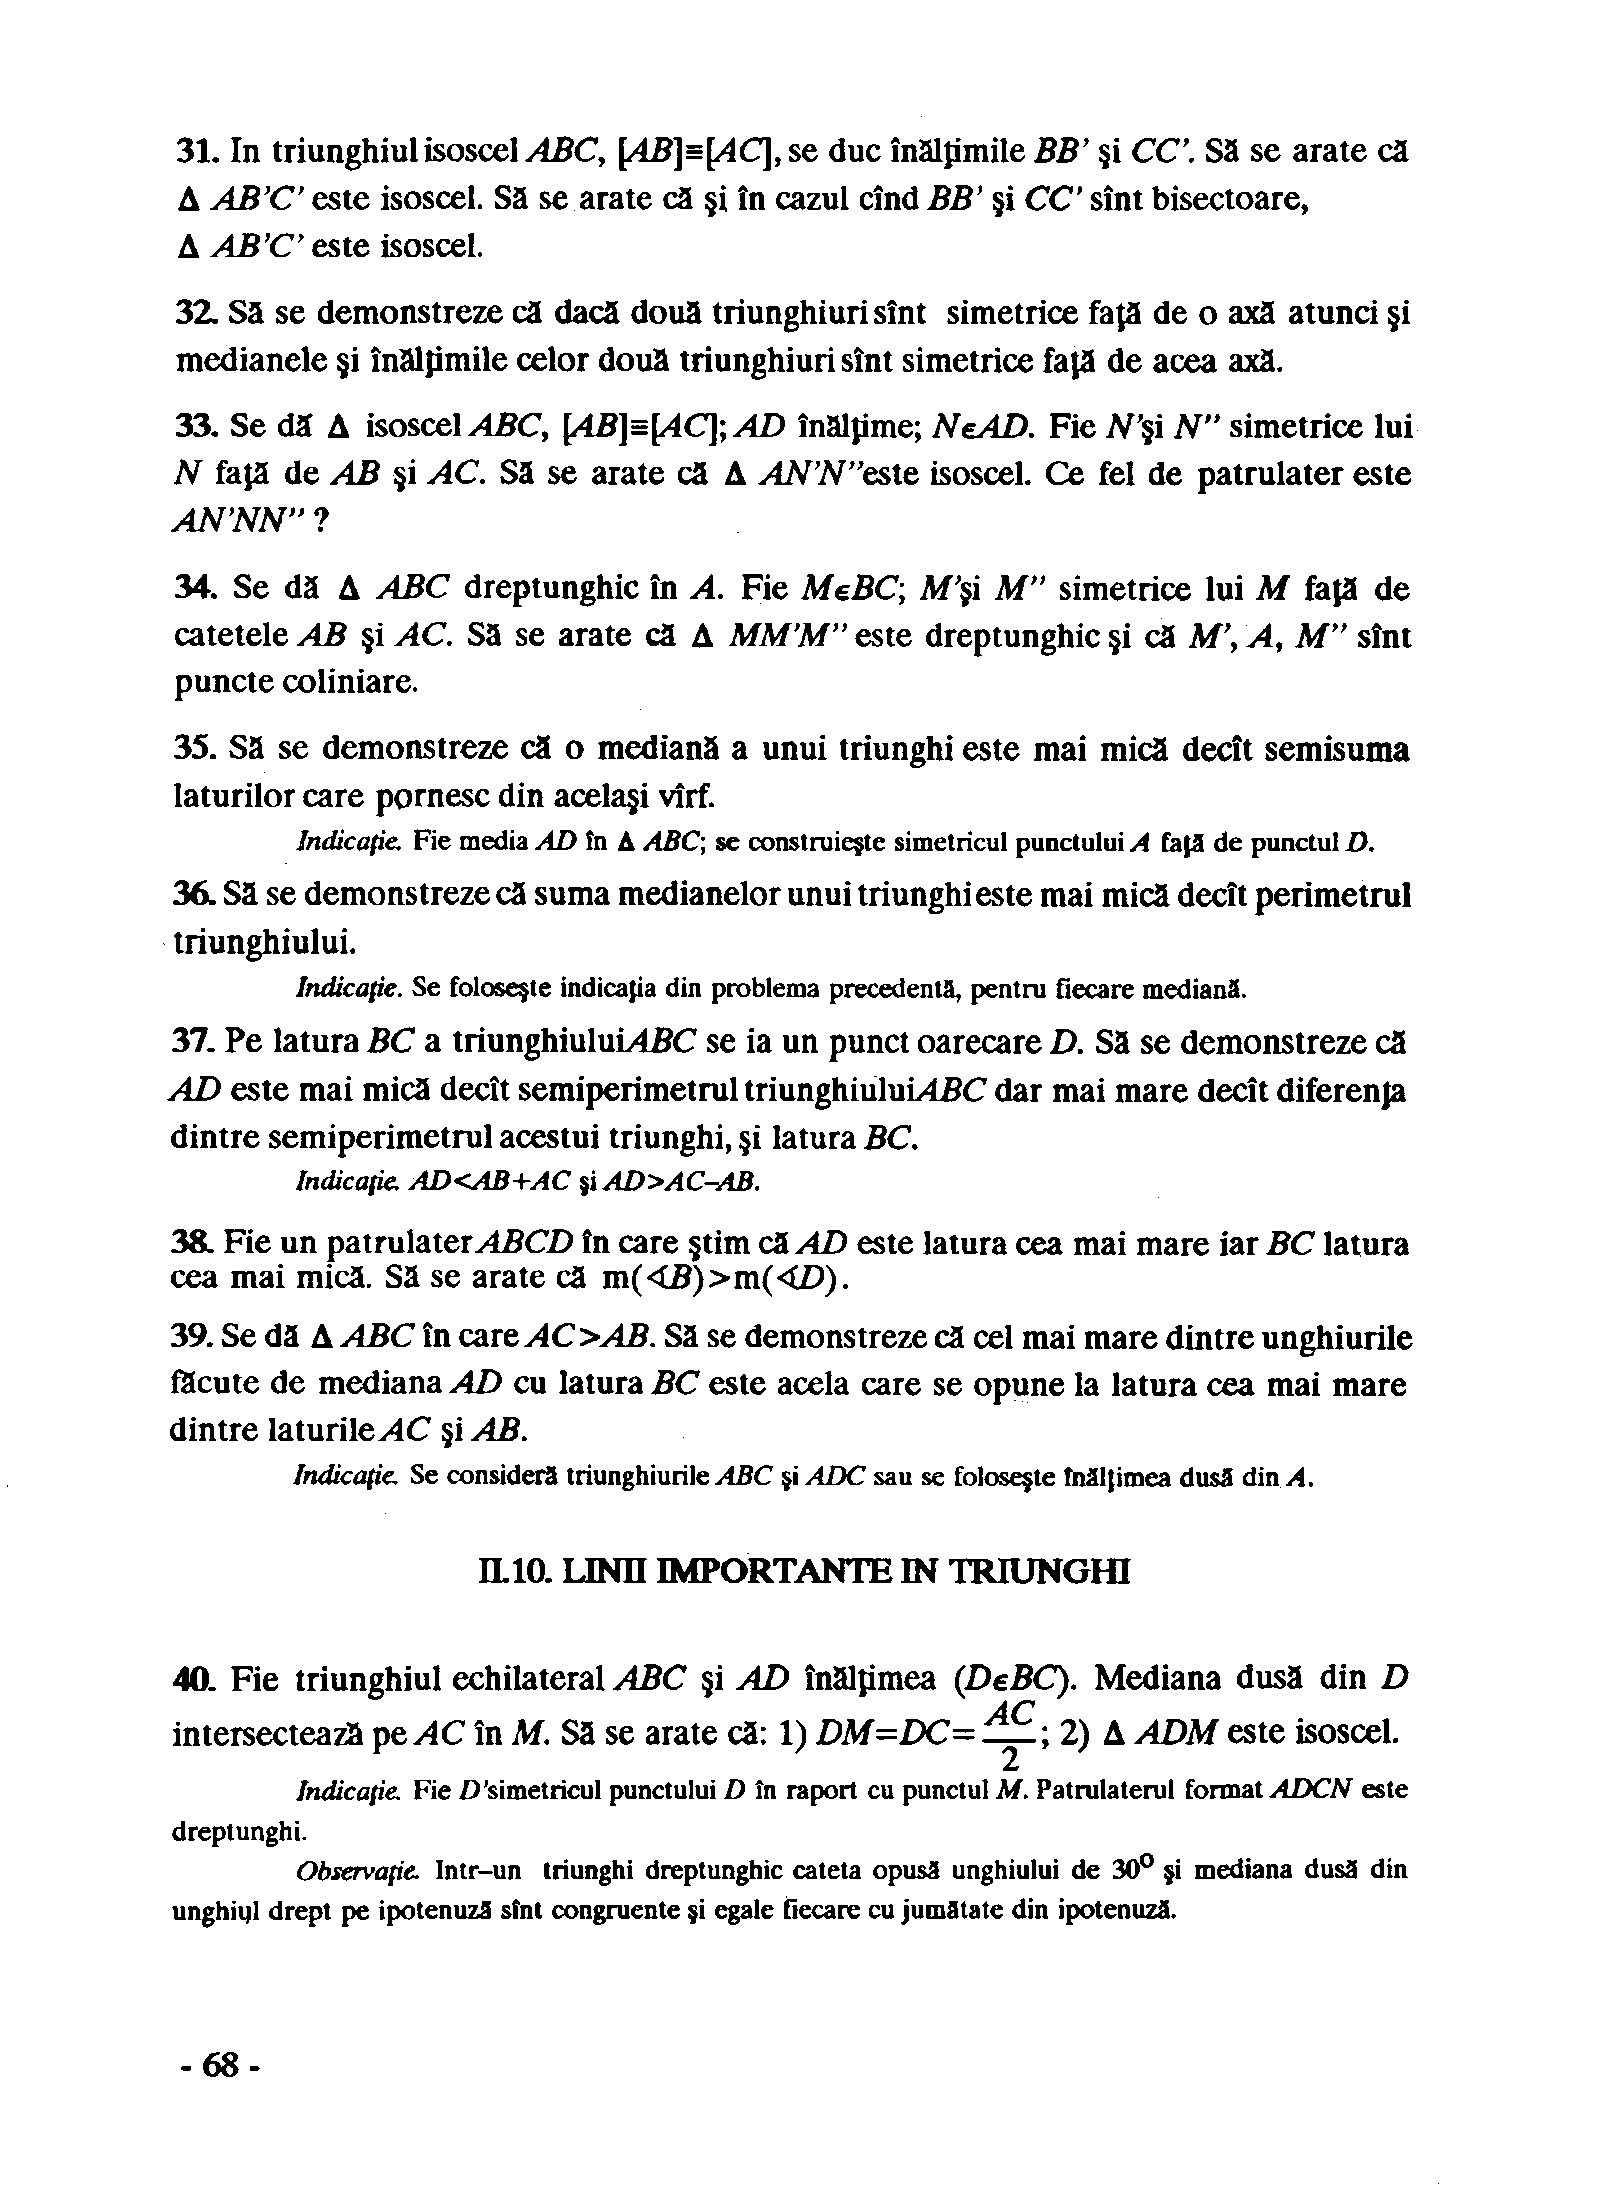 31. In triunghiul isoscel ABC, [AB]≡[AC], se duc înălţimile BB' şi CC'. Să se arate că
Δ AB'C' este isoscel. Să se arate că şi în cazul cînd BB' şi CC' sînt bisectoare,
Δ AB'C' este isoscel.
32. Să se demonstreze că dacă două triunghiuri sînt simetrice faţă de o axă atunci şi
medianele şi înălţimile celor două triunghiuri sînt simetrice faţă de acea axă.
33. Se dă Δ isoscel ABC, [AB]≡[AC]; AD înălţime; N∈AD. Fie N'şi N'' simetrice lui
N faţă de AB şi AC. Să se arate că Δ AN'N''este isoscel. Ce fel de patrulater este
AN'NN'' ?
34. Se dă Δ ABC dreptunghic în A. Fie M∈BC; M'şi M'' simetrice lui M faţă de
catetele AB şi AC. Să se arate că Δ MM'M'' este dreptunghic şi că M', A, M'' sînt
puncte coliniare.
35. Să se demonstreze că o mediană a unui triunghi este mai mică decît semisuma
laturilor care pornesc din acelaşi vîrf.
Indicaţie. Fie media AD în Δ ABC; se construieşte simetricul punctului A faţă de punctul D.
36. Să se demonstreze că suma medianelor unui triunghi este mai mică decît perimetrul
triunghiului.
Indicaţie. Se foloseşte indicaţia din problema precedentă, pentru fiecare mediană.
37. Pe latura BC a triunghiului ABC se ia un punct oarecare D. Să se demonstreze că
AD este mai mică decît semiperimetrul triunghiului ABC dar mai mare decît diferenţa
dintre semiperimetrul acestui triunghi, şi latura BC.
Indicaţie. AD<AB+AC şi AD>AC–AB.
38. Fie un patrulater ABCD în care ştim că AD este latura cea mai mare iar BC latura
cea mai mică. Să se arate că m(∢B)>m(∢D).
39. Se dă Δ ABC în care AC>AB. Să se demonstreze că cel mai mare dintre unghiurile
făcute de mediana AD cu latura BC este acela care se opune la latura cea mai mare
dintre laturile AC şi AB.
Indicaţie. Se consideră triunghiurile ABC şi ADC sau se foloseşte înălţimea dusă din A.
II.10. LINII IMPORTANTE IN TRIUNGHI
40. Fie triunghiul echilateral ABC şi AD înălţimea (D∈BC). Mediana dusă din D
intersectează pe AC în M. Să se arate că: 1) DM=DC=AC/2; 2) Δ ADM este isoscel.
Indicaţie. Fie D'simetricul punctului D în raport cu punctul M. Patrulaterul format ADCN este
dreptunghi.
Observaţie. Intr–un triunghi dreptunghic cateta opusă unghiului de 30° şi mediana dusă din
unghiul drept pe ipotenuză sînt congruente şi egale fiecare cu jumătate din ipotenuză.
- 68 -